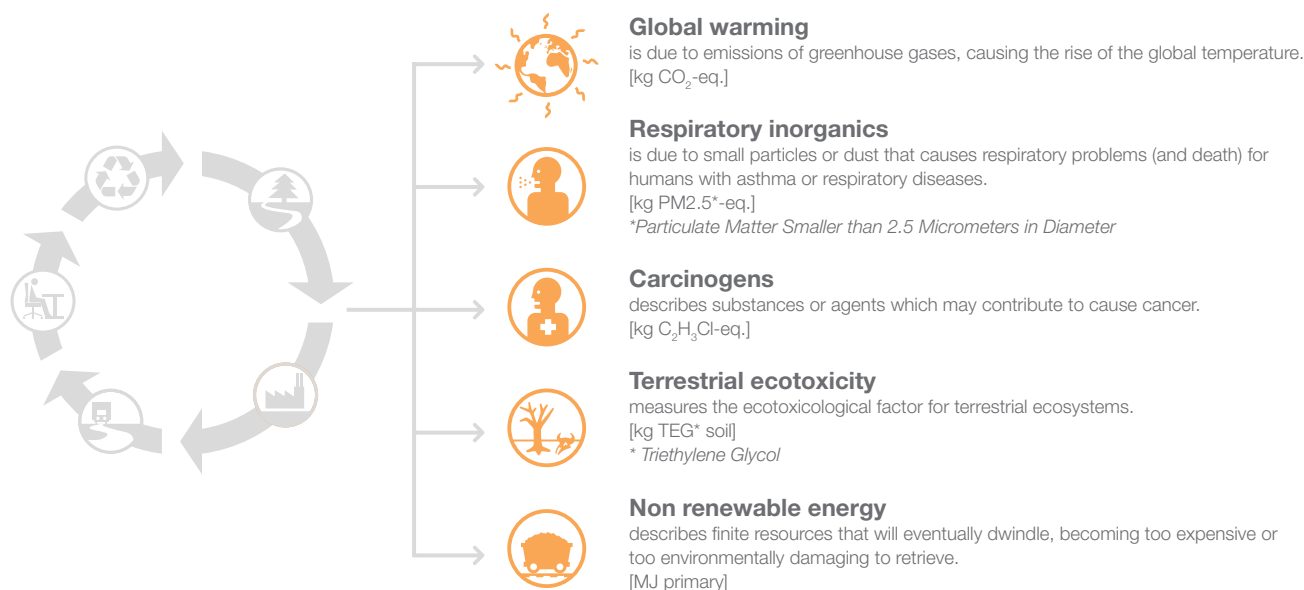 Global warming
is due to emissions of greenhouse gases, causing the rise of the global temperature.
[kg CO₂-eq.]
Respiratory inorganics
is due to small particles or dust that causes respiratory problems (and death) for
humans with asthma or respiratory diseases.
[kg PM2.5*-eq.]
*Particulate Matter Smaller than 2.5 Micrometers in Diameter
Carcinogens
describes substances or agents which may contribute to cause cancer.
[kg C₂H₃Cl-eq.]
Terrestrial ecotoxicity
measures the ecotoxicological factor for terrestrial ecosystems.
[kg TEG* soil]
* Triethylene Glycol
Non renewable energy
describes finite resources that will eventually dwindle, becoming too expensive or
too environmentally damaging to retrieve.
[MJ primary]